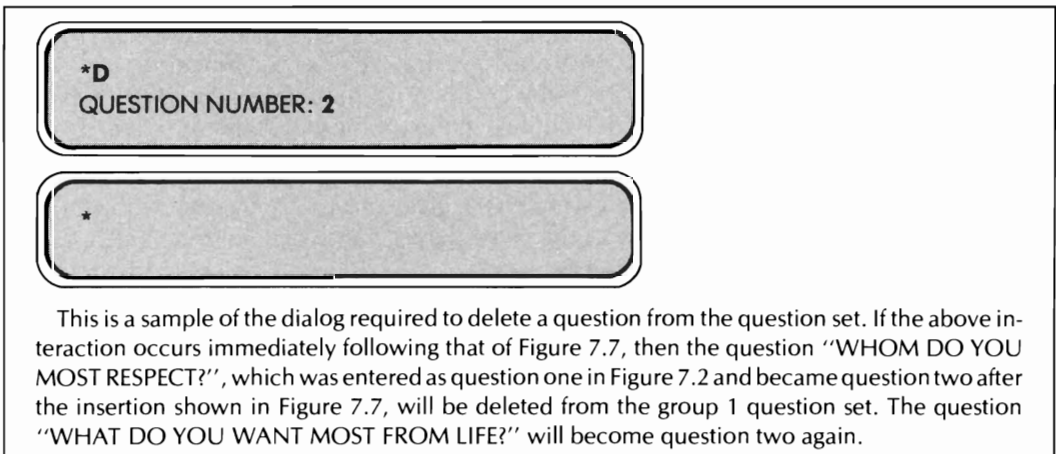 *D
QUESTION NUMBER: 2
*
This is a sample of the dialog required to delete a question from the question set. If the above in-
teraction occurs immediately following that of Figure 7.7, then the question ‘‘WHOM DO YOU
MOST RESPECT?’’, which was entered as question one in Figure 7.2 and became question two after
the insertion shown in Figure 7.7, will be deleted from the group 1 question set. The question
‘‘WHAT DO YOU WANT MOST FROM LIFE?’’ will become question two again.